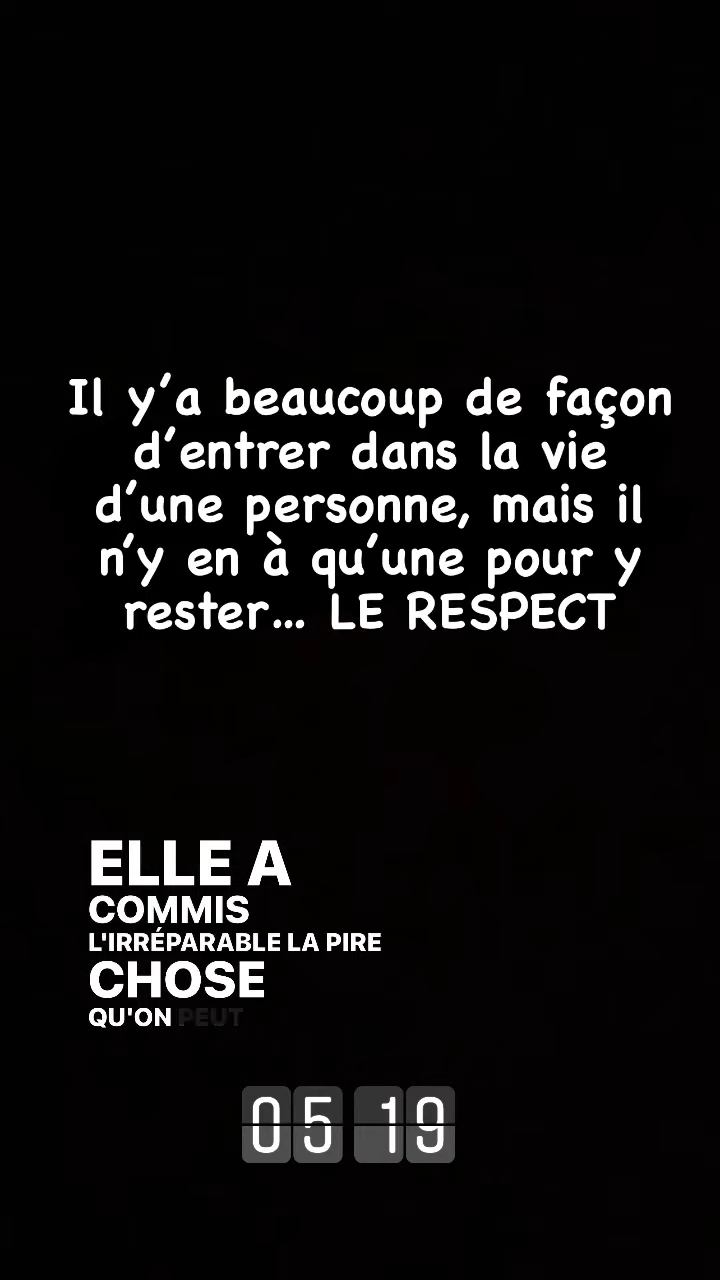 Il y’a beaucoup de façon
d’entrer dans la vie
d’une personne, mais il
n’y en à qu’une pour y
rester... LE RESPECT
ELLE A
COMMIS
L'IRRÉPARABLE LA PIRE
CHOSE
QU'ON PEUT
05 19